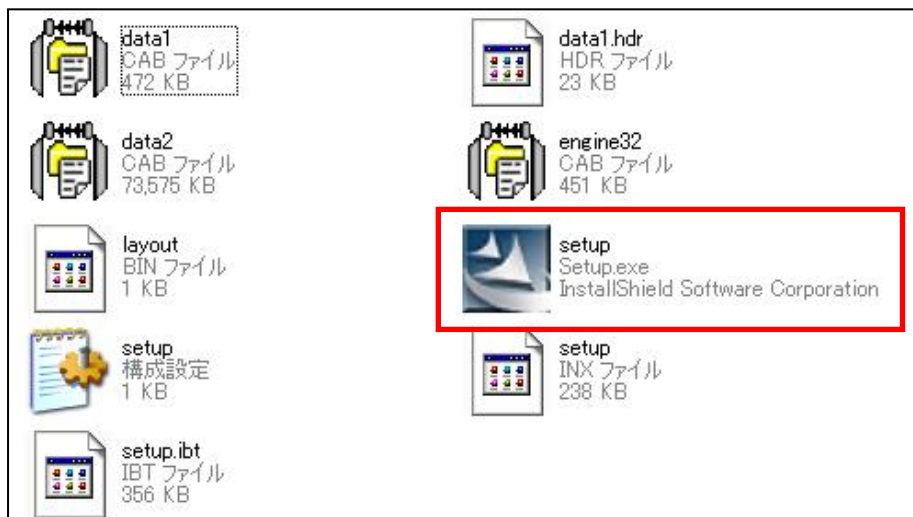 data1
CAB ファイル
472 KB
data1.hdr
HDR ファイル
23 KB
data2
CAB ファイル
73,575 KB
engine32
CAB ファイル
451 KB
layout
BIN ファイル
1 KB
setup
Setup.exe
InstallShield Software Corporation
setup
構成設定
1 KB
setup
INX ファイル
238 KB
setup.ibt
IBT ファイル
356 KB